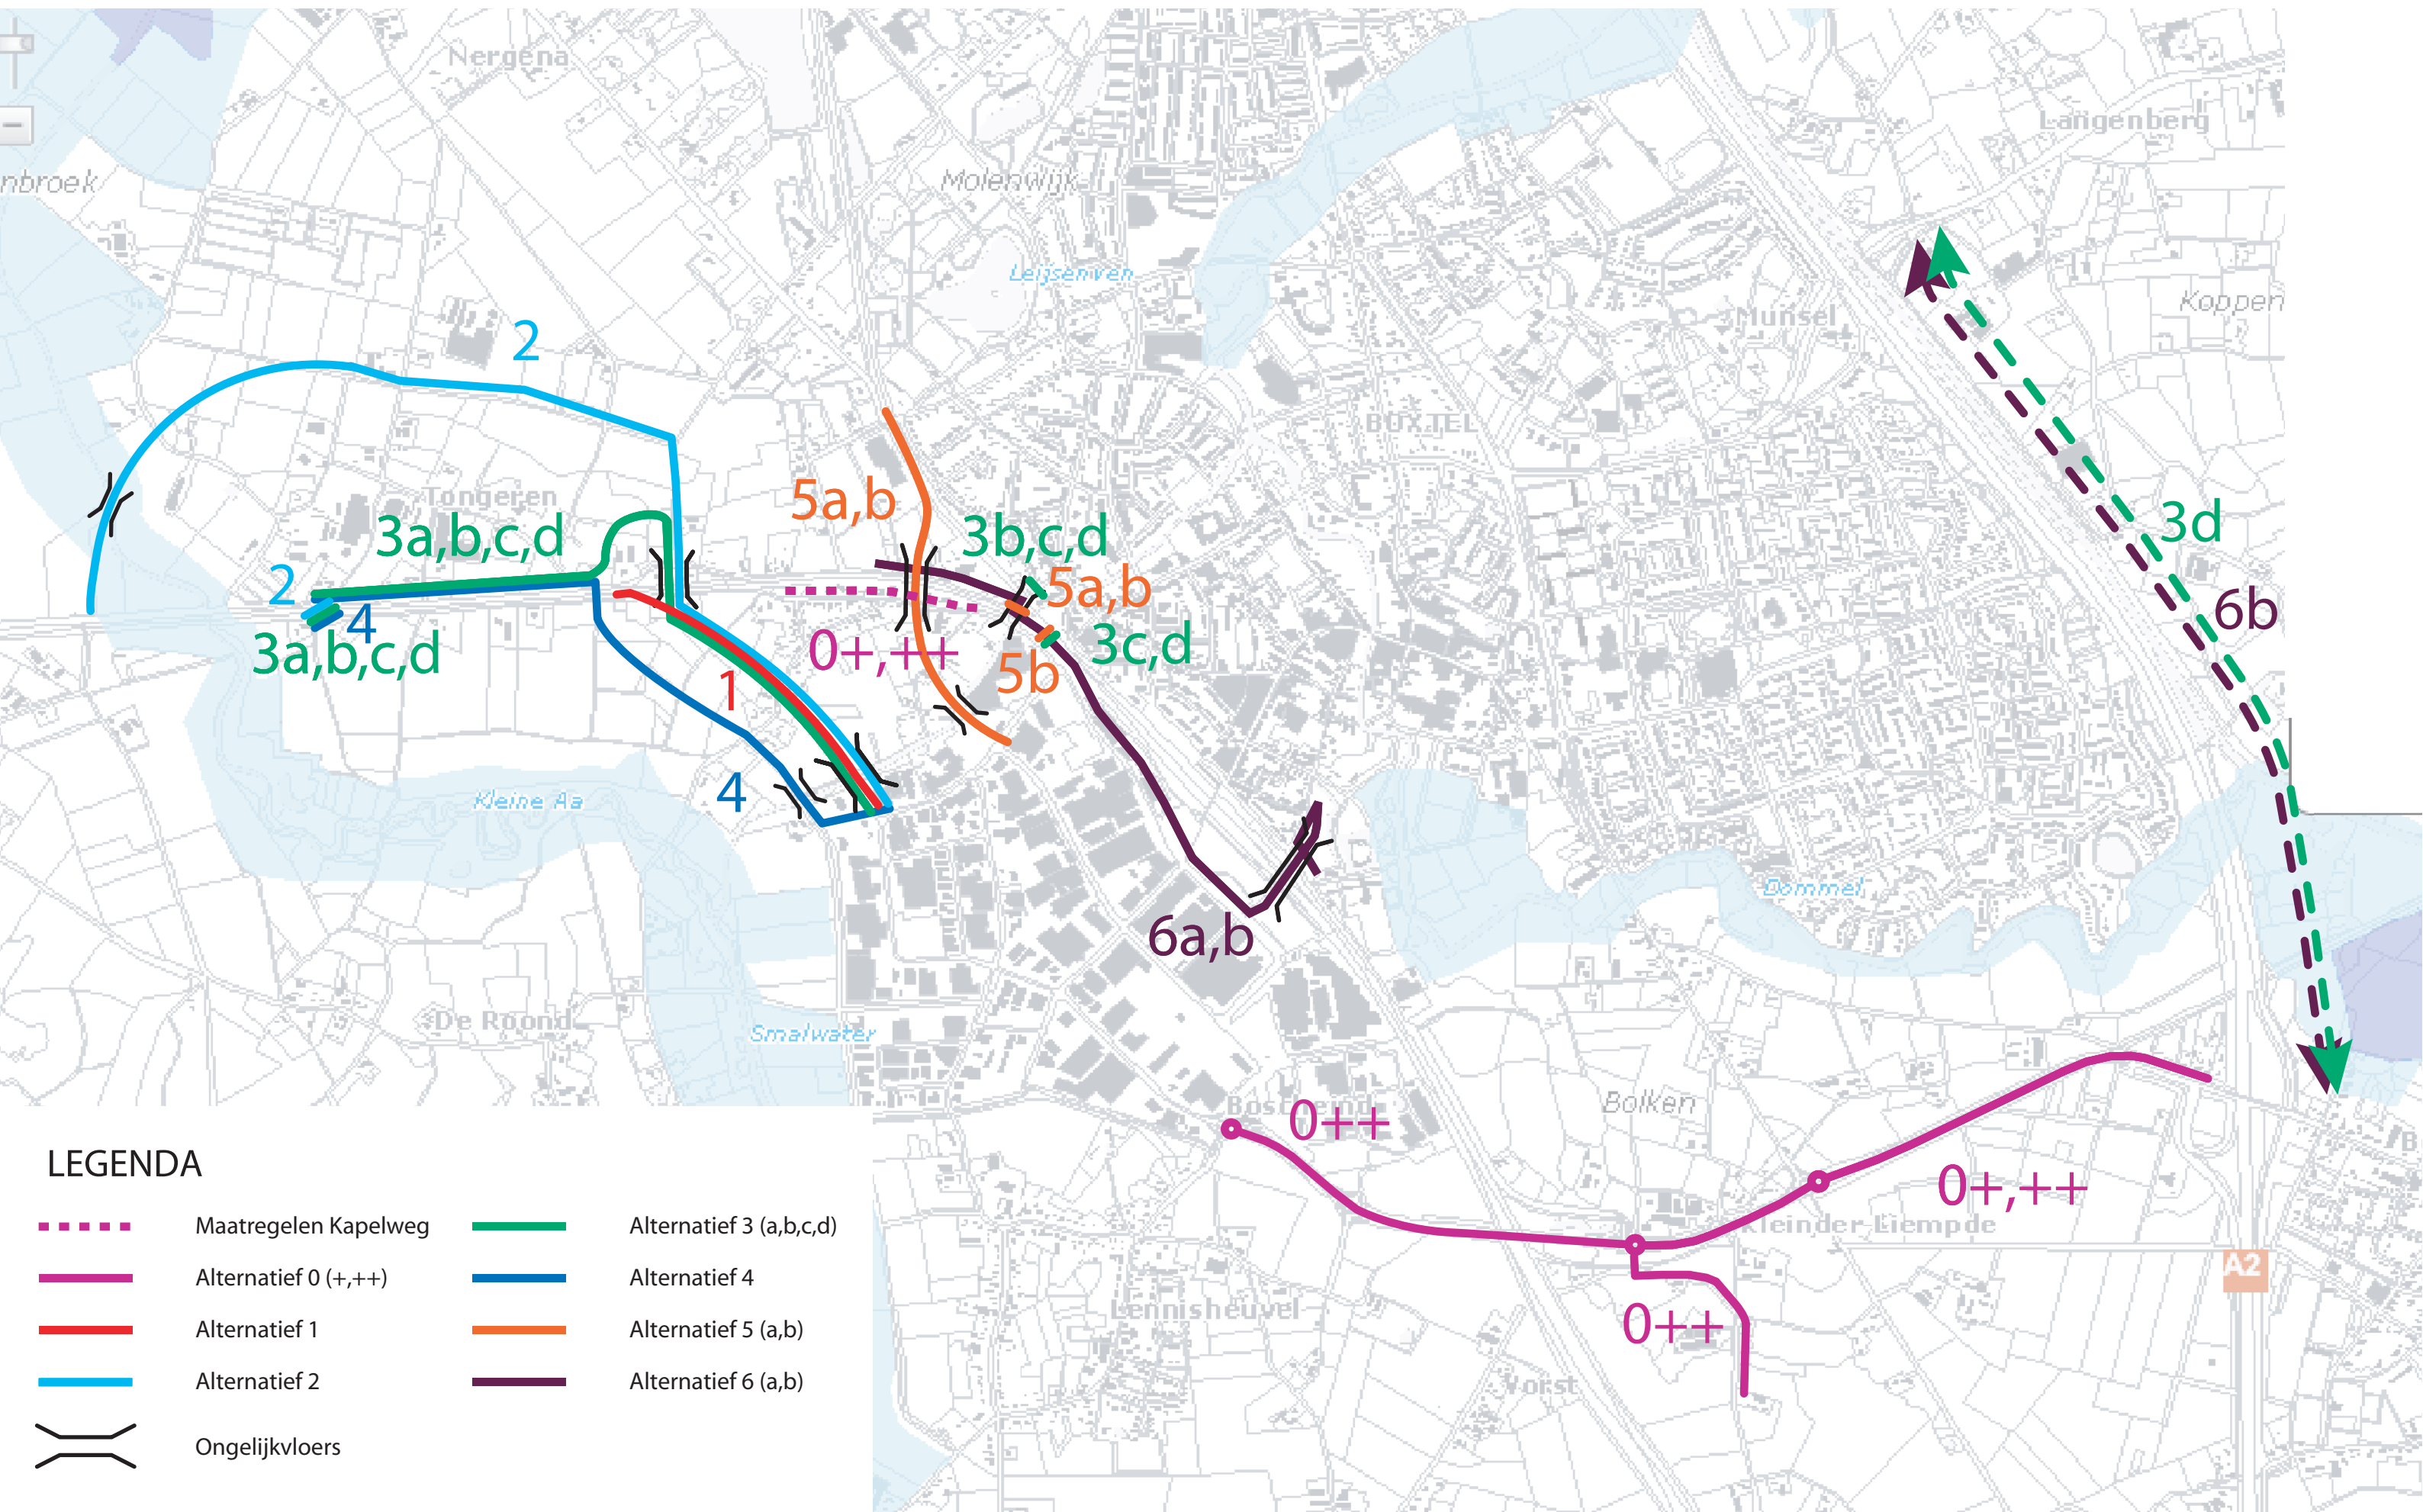 Nergena
Langenberg
nbroek
Molenwijk
Leijsenven
Koppen
Munsel
2
BOXTEL
Tongeren
5a,b
3a,b,c,d
3b,c,d
3d
2
5a,b
6b
4
3a,b,c,d
0+,++
3c,d
5b
1
4
Kleine Aa
Dommel
6a,b
De Roond
Smalwater
Bolken
0++
B
0+,++
Kleinder-Liempde
A2
Lennisheuvel
0++
Vorst
LEGENDA
Maatregelen Kapelweg
Alternatief 3 (a,b,c,d)
Alternatief 0 (+,++)
Alternatief 4
Alternatief 1
Alternatief 5 (a,b)
Alternatief 2
Alternatief 6 (a,b)
Ongelijkvloers